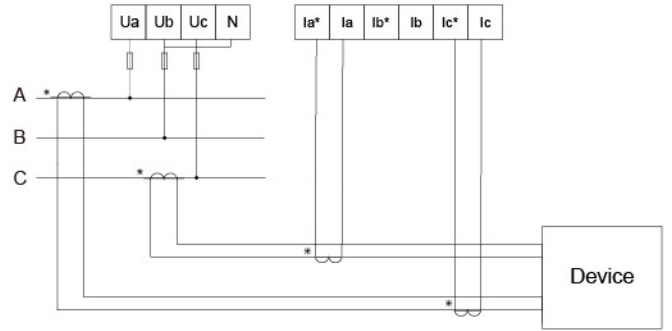 Ua Ub Uc N Ia* Ia Ib* Ib Ic* Ic
A *
B
C *
*
Device
*